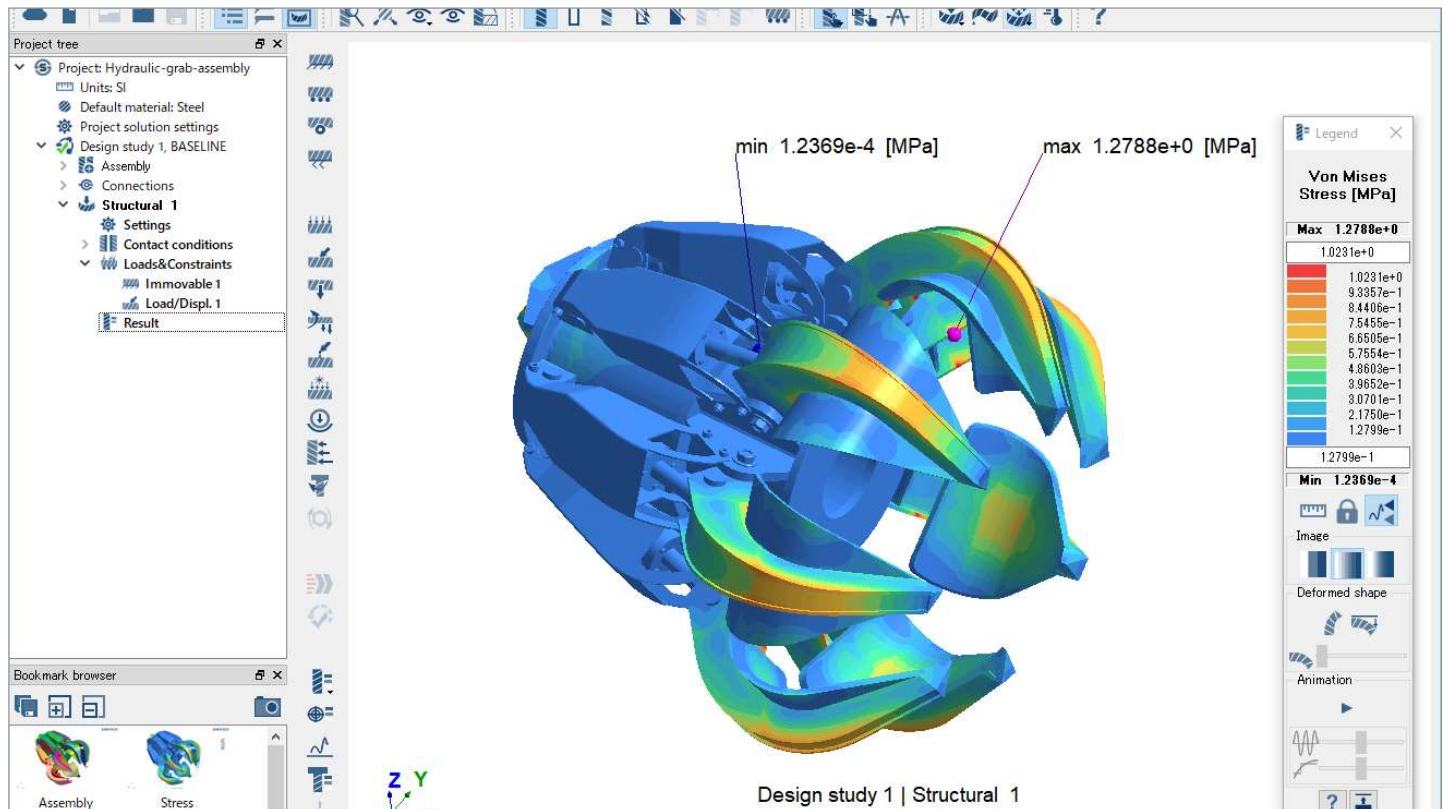 Project tree
Project: Hydraulic-grab-assembly
Units: SI
Default material: Steel
Project solution settings
Design study 1, BASELINE
Assembly
Connections
Structural 1
Settings
Contact conditions
Loads&Constraints
Immovable 1
Load/Displ. 1
Result
Bookmark browser
Assembly
Stress
min 1.2369e-4 [MPa]
max 1.2788e+0 [MPa]
Z Y
Design study 1 | Structural 1
Legend
Von Mises
Stress [MPa]
Max 1.2788e+0
1.0231e+0
1.0231e+0
9.3357e-1
8.4406e-1
7.5455e-1
6.6505e-1
5.7554e-1
4.8603e-1
3.9652e-1
3.0701e-1
2.1750e-1
1.2799e-1
1.2799e-1
Min 1.2369e-4
Image
Deformed shape
Animation
?